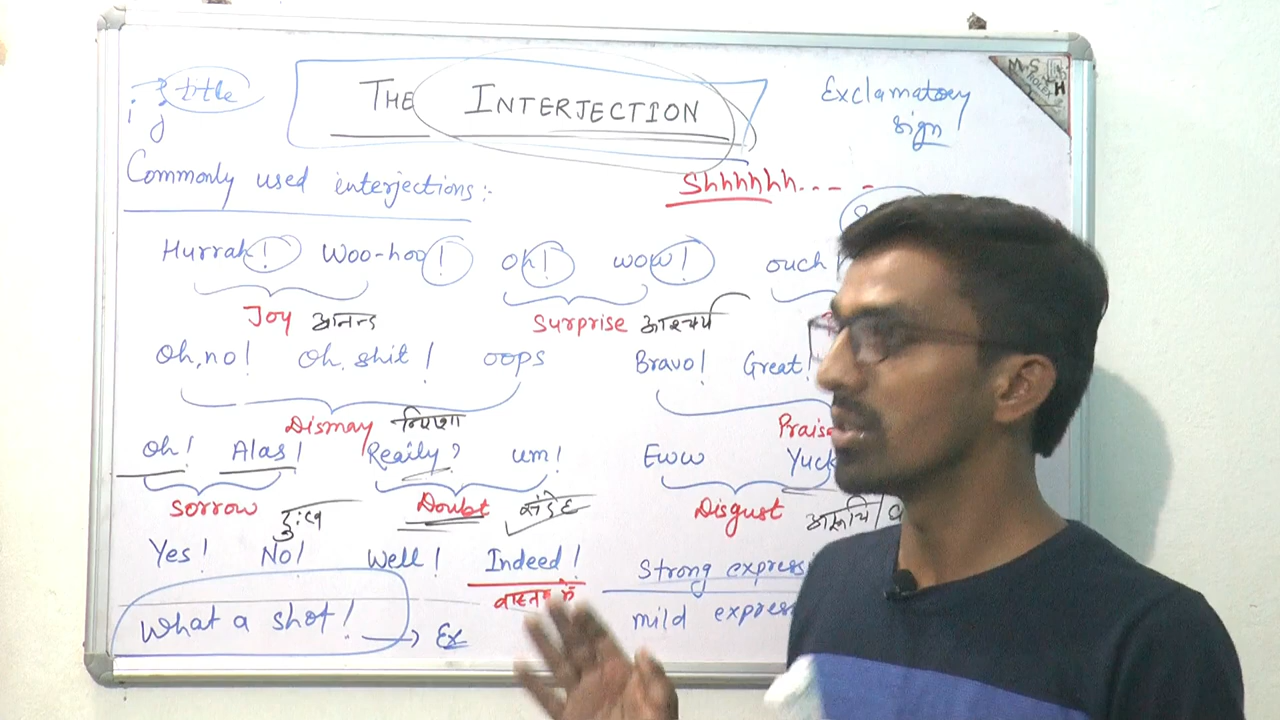 title
i j
THE INTERJECTION
Exclamatory
sign
Commonly used interjections:
Shhhhhh....
Hurrah! Woo-hoo! Oh! wow! ouch
Joy आनन्द Surprise आश्चर्य
Oh, no! Oh, shit! oops Bravo! Great!
Dismay निराशा Praise
Oh! Alas! Really? um! Eww Yuck
Sorrow दुःख Doubt संदेह Disgust
Yes! No! Well! Indeed! Strong express
वास्तव में
What a shot! Ex mild express